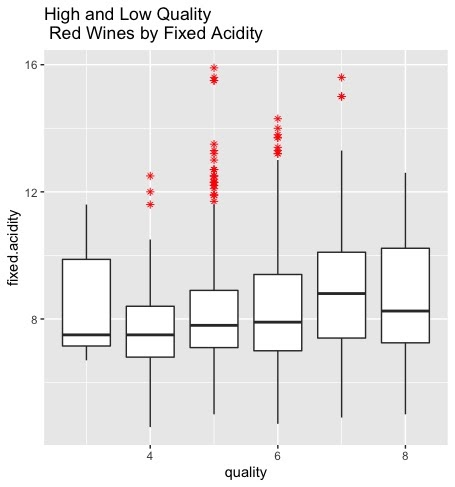 High and Low Quality
Red Wines by Fixed Acidity
16
12
8
fixed.acidity
4
6
8
quality